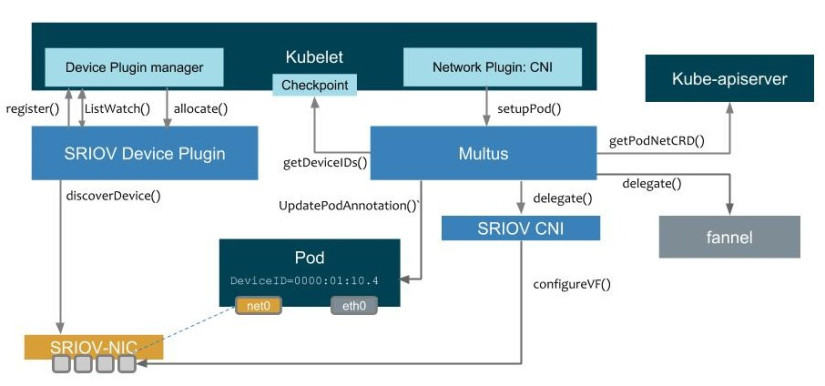 Kubelet
Device Plugin manager
Network Plugin: CNI
Checkpoint
Kube-apiserver
register()
ListWatch()
allocate()
setupPod()
getPodNetCRD()
SRIOV Device Plugin
getDeviceIDs()
Multus
discoverDevice()
UpdatePodAnnotation()`
delegate()
delegate()
SRIOV CNI
fannel
Pod
DeviceID=0000:01:10.4
net0
eth0
configureVF()
SRIOV-NIC